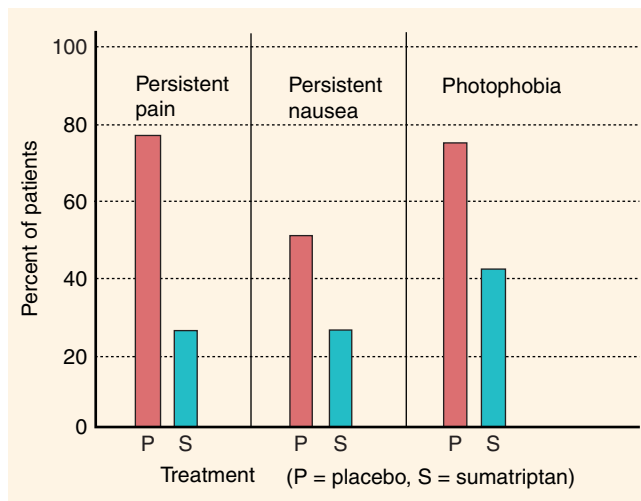 100
80
60
40
20
0
Percent of patients
Persistent
pain
Persistent
nausea
Photophobia
P S P S P S
Treatment (P = placebo, S = sumatriptan)